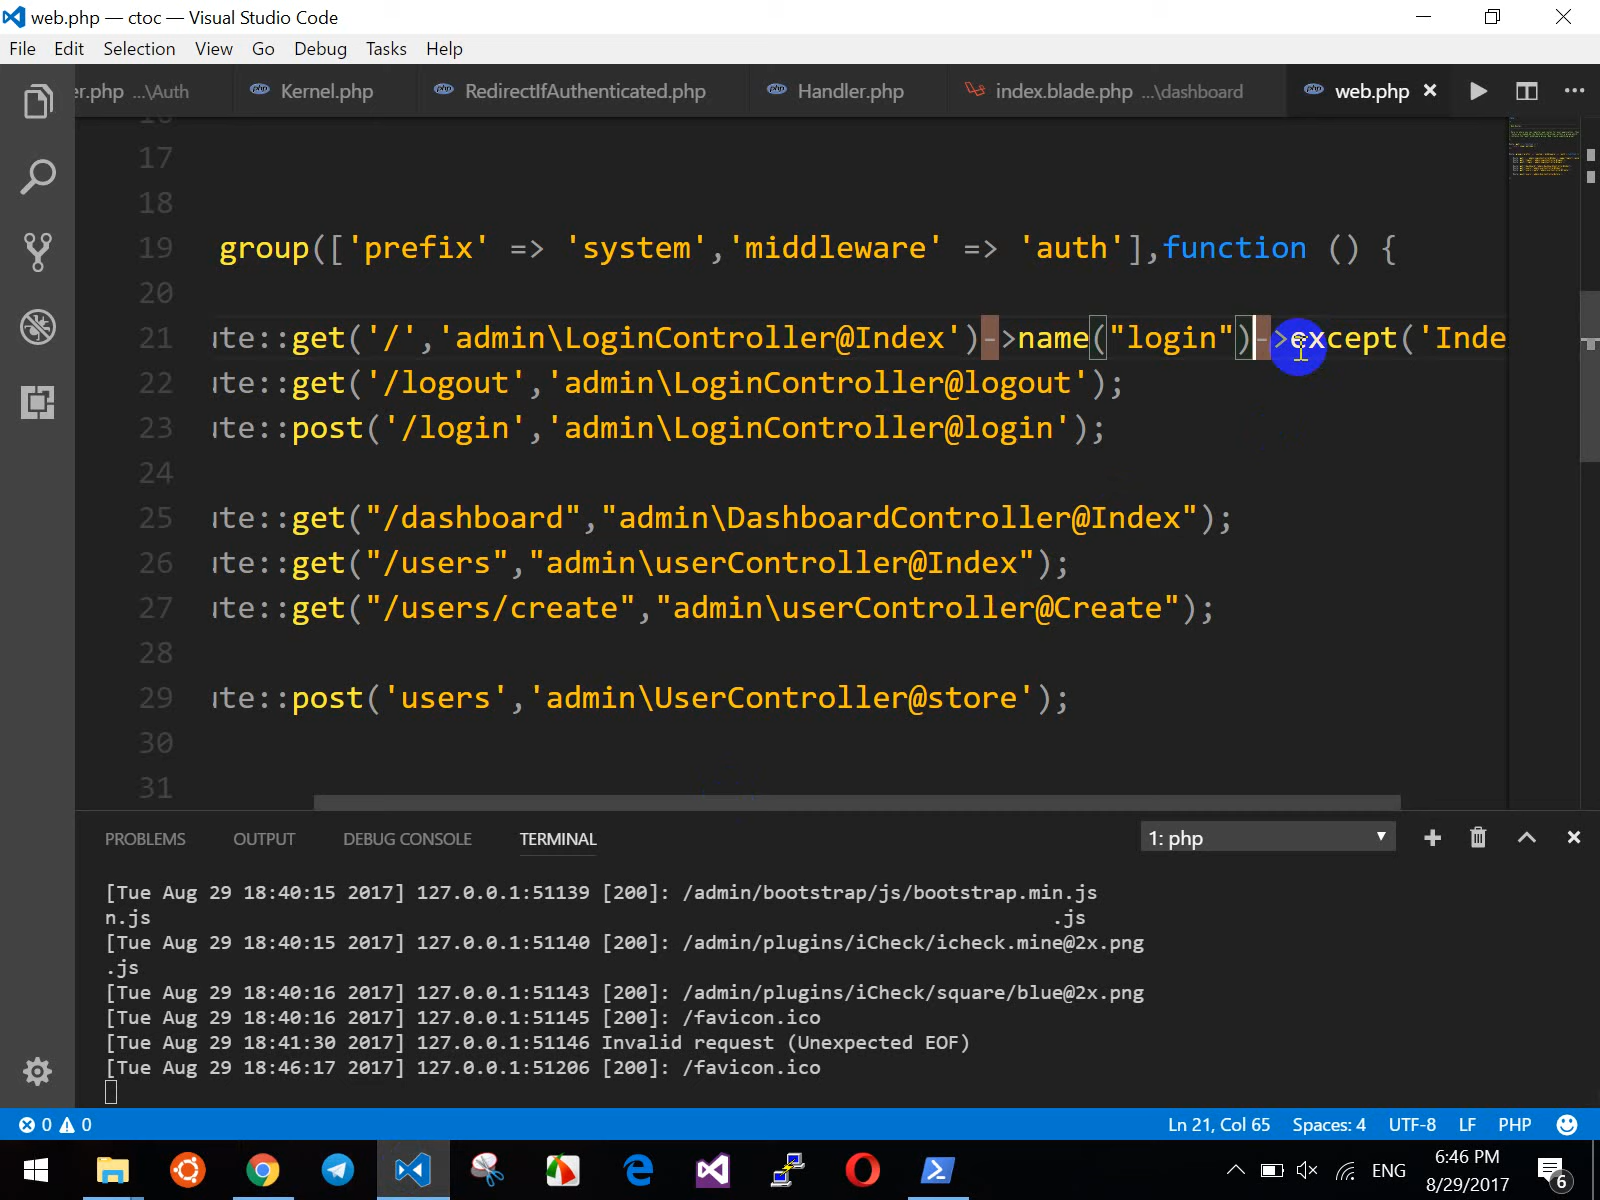 web.php — ctoc — Visual Studio Code
File Edit Selection View Go Debug Tasks Help
er.php ...\Auth Kernel.php RedirectIfAuthenticated.php Handler.php index.blade.php ...\dashboard web.php
17
18
19 group(['prefix' => 'system','middleware' => 'auth'],function () {
20
21 ute::get('/','admin\LoginController@Index')->name("login")->except('Inde
22 ute::get('/logout','admin\LoginController@logout');
23 ute::post('/login','admin\LoginController@login');
24
25 ute::get("/dashboard","admin\DashboardController@Index");
26 ute::get("/users","admin\userController@Index");
27 ute::get("/users/create","admin\userController@Create");
28
29 ute::post('users','admin\UserController@store');
30
31
PROBLEMS OUTPUT DEBUG CONSOLE TERMINAL 1: php
[Tue Aug 29 18:40:15 2017] 127.0.0.1:51139 [200]: /admin/bootstrap/js/bootstrap.min.js
n.js .js
[Tue Aug 29 18:40:15 2017] 127.0.0.1:51140 [200]: /admin/plugins/iCheck/icheck.mine@2x.png
.js
[Tue Aug 29 18:40:16 2017] 127.0.0.1:51143 [200]: /admin/plugins/iCheck/square/blue@2x.png
[Tue Aug 29 18:40:16 2017] 127.0.0.1:51145 [200]: /favicon.ico
[Tue Aug 29 18:41:30 2017] 127.0.0.1:51146 Invalid request (Unexpected EOF)
[Tue Aug 29 18:46:17 2017] 127.0.0.1:51206 [200]: /favicon.ico
0 0 Ln 21, Col 65 Spaces: 4 UTF-8 LF PHP
ENG 6:46 PM
8/29/2017 6